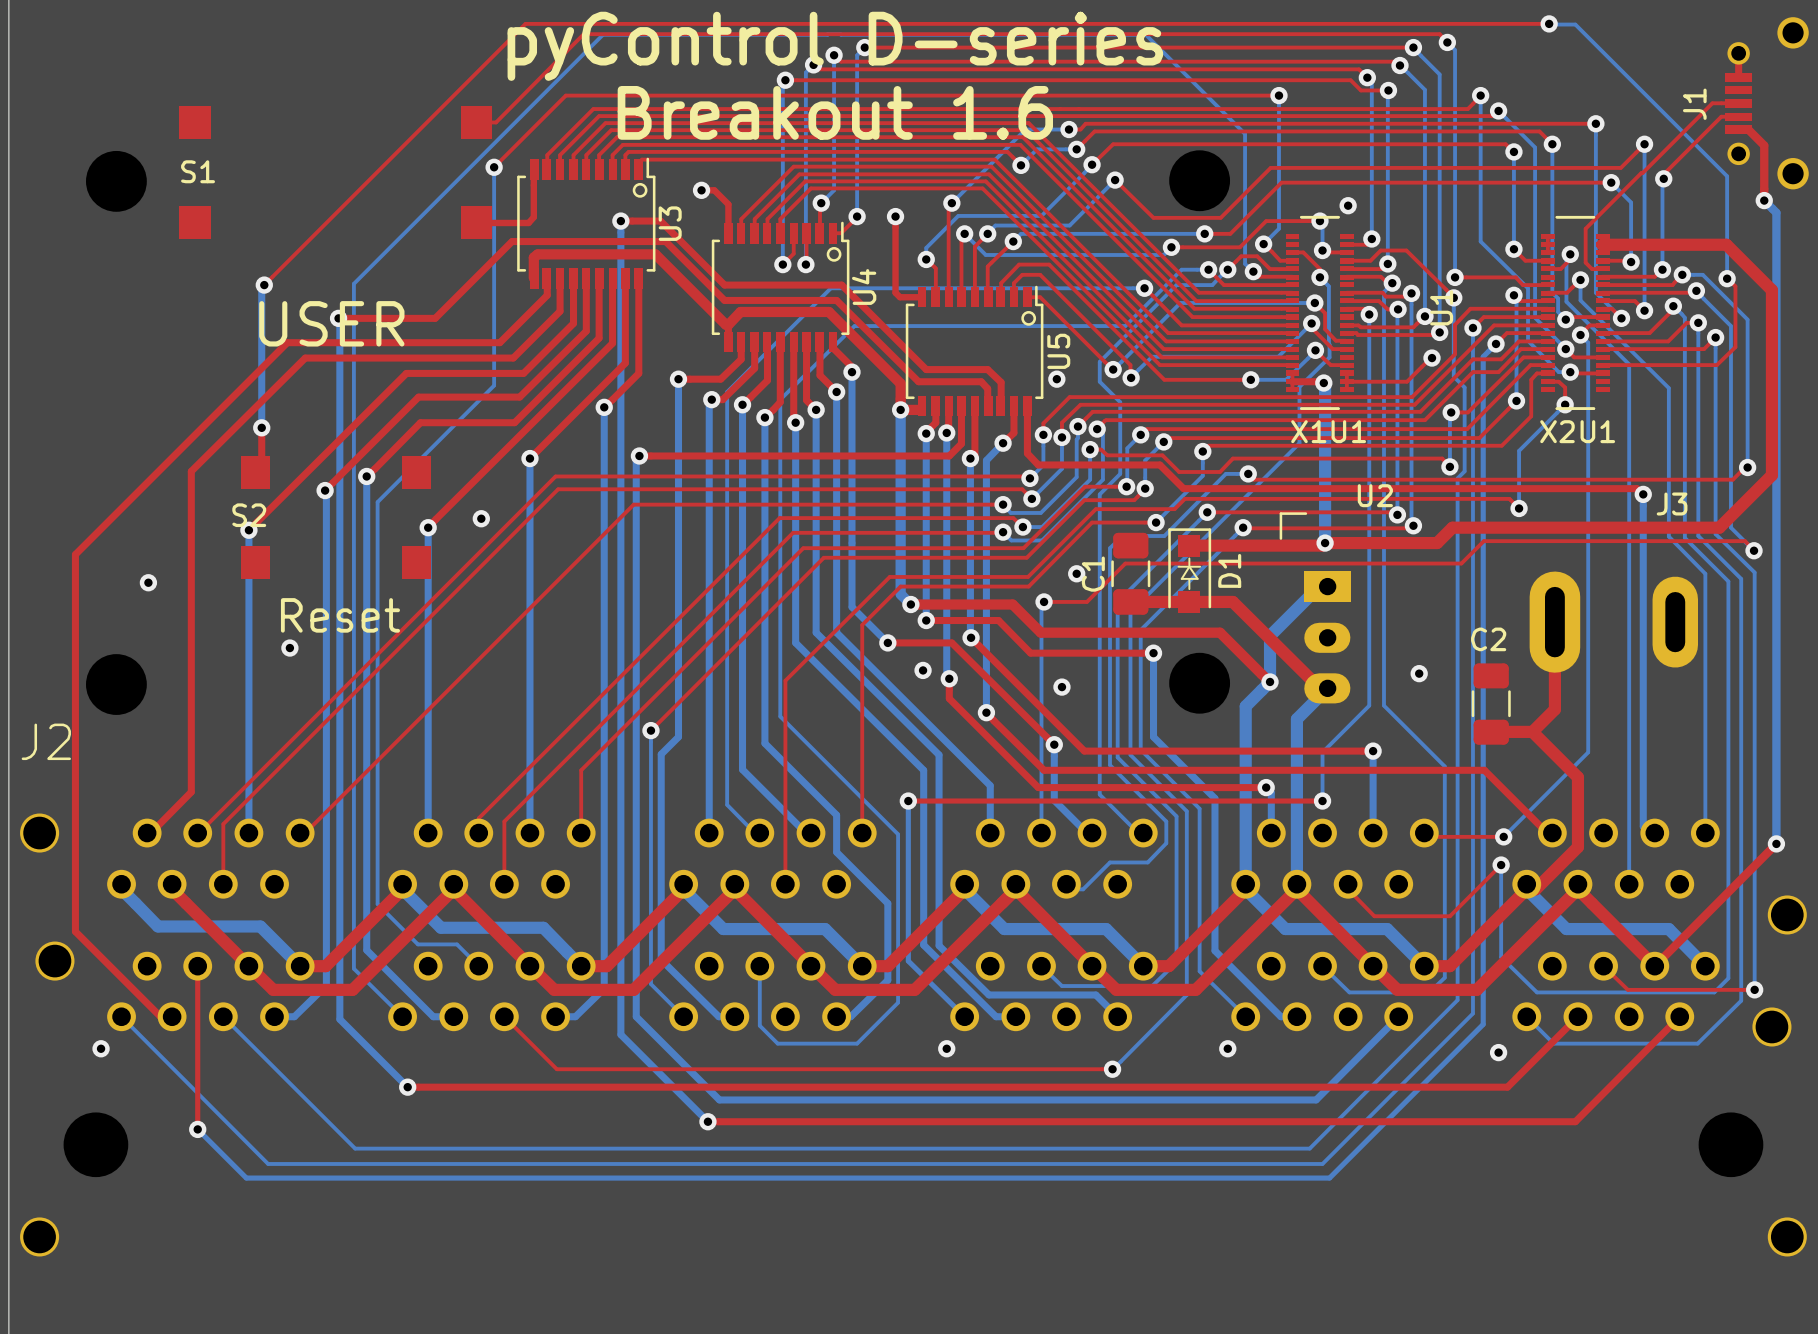 pyControl D-series
Breakout 1.6
J1
S1
U3
U4
USER
U1
U5
X1U1
X2U1
U2
J3
S2
C1
D1
Reset
C2
J2